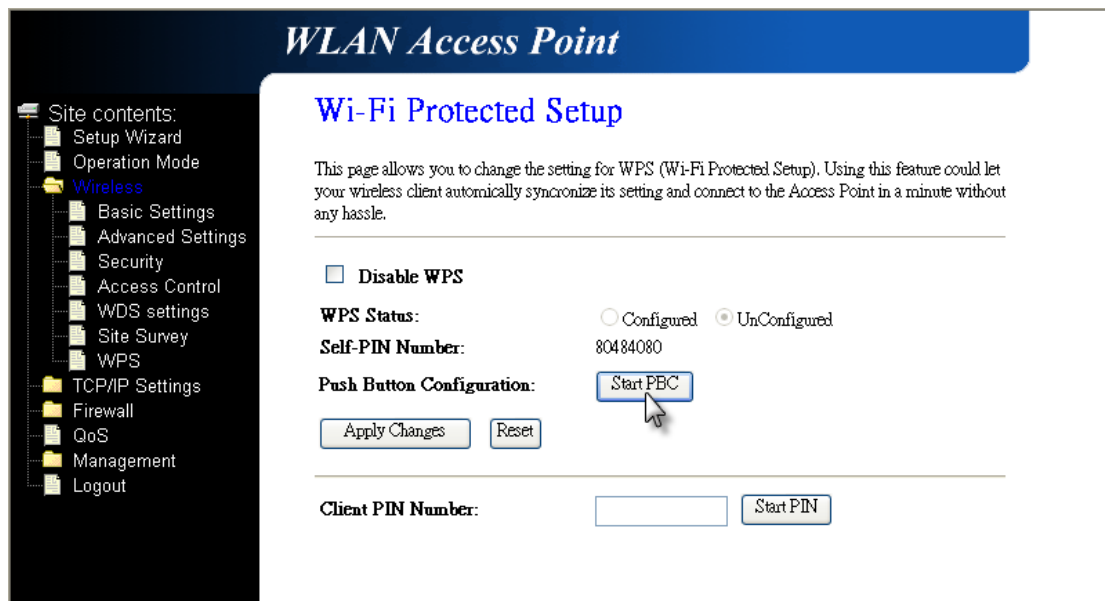 WLAN Access Point
Site contents:
Setup Wizard
Operation Mode
Wireless
Basic Settings
Advanced Settings
Security
Access Control
WDS settings
Site Survey
WPS
TCP/IP Settings
Firewall
QoS
Management
Logout
Wi-Fi Protected Setup
This page allows you to change the setting for WPS (Wi-Fi Protected Setup). Using this feature could let
your wireless client automically syncronize its setting and connect to the Access Point in a minute without
any hassle.
Disable WPS
WPS Status: Configured UnConfigured
Self-PIN Number: 80484080
Push Button Configuration: Start PBC
Apply Changes Reset
Client PIN Number: Start PIN